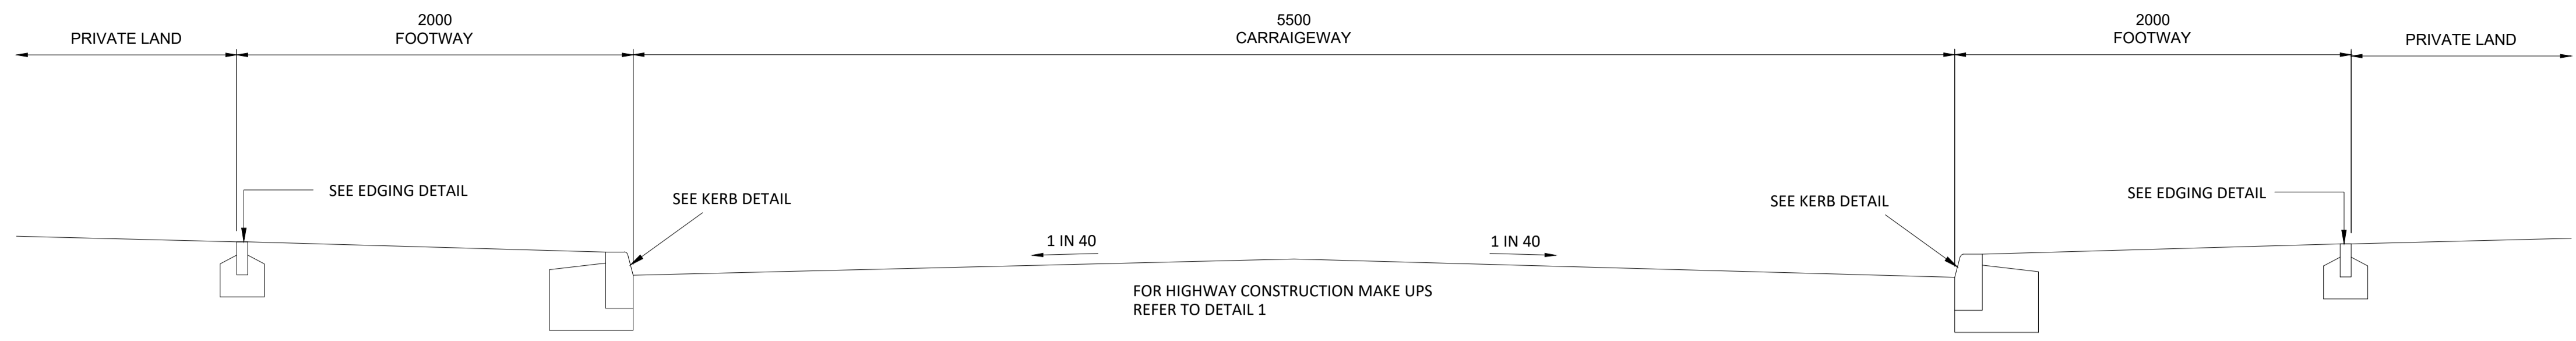 2000
5500
2000
PRIVATE LAND
FOOTWAY
CARRAIGEWAY
FOOTWAY
PRIVATE LAND
SEE EDGING DETAIL
SEE KERB DETAIL
SEE KERB DETAIL
SEE EDGING DETAIL
1 IN 40
1 IN 40
FOR HIGHWAY CONSTRUCTION MAKE UPS
REFER TO DETAIL 1